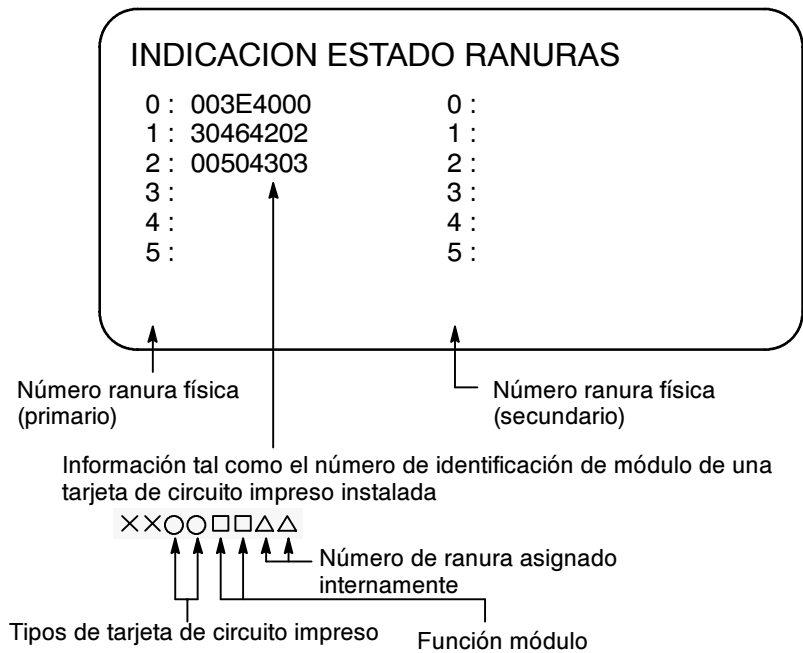 INDICACION ESTADO RANURAS
0 : 003E4000 0 :
1 : 30464202 1 :
2 : 00504303 2 :
3 : 3 :
4 : 4 :
5 : 5 :
Número ranura física
(primario)
Número ranura física
(secundario)
Información tal como el número de identificación de módulo de una
tarjeta de circuito impreso instalada
××○○□□△△
Número de ranura asignado
internamente
Tipos de tarjeta de circuito impreso
Función módulo